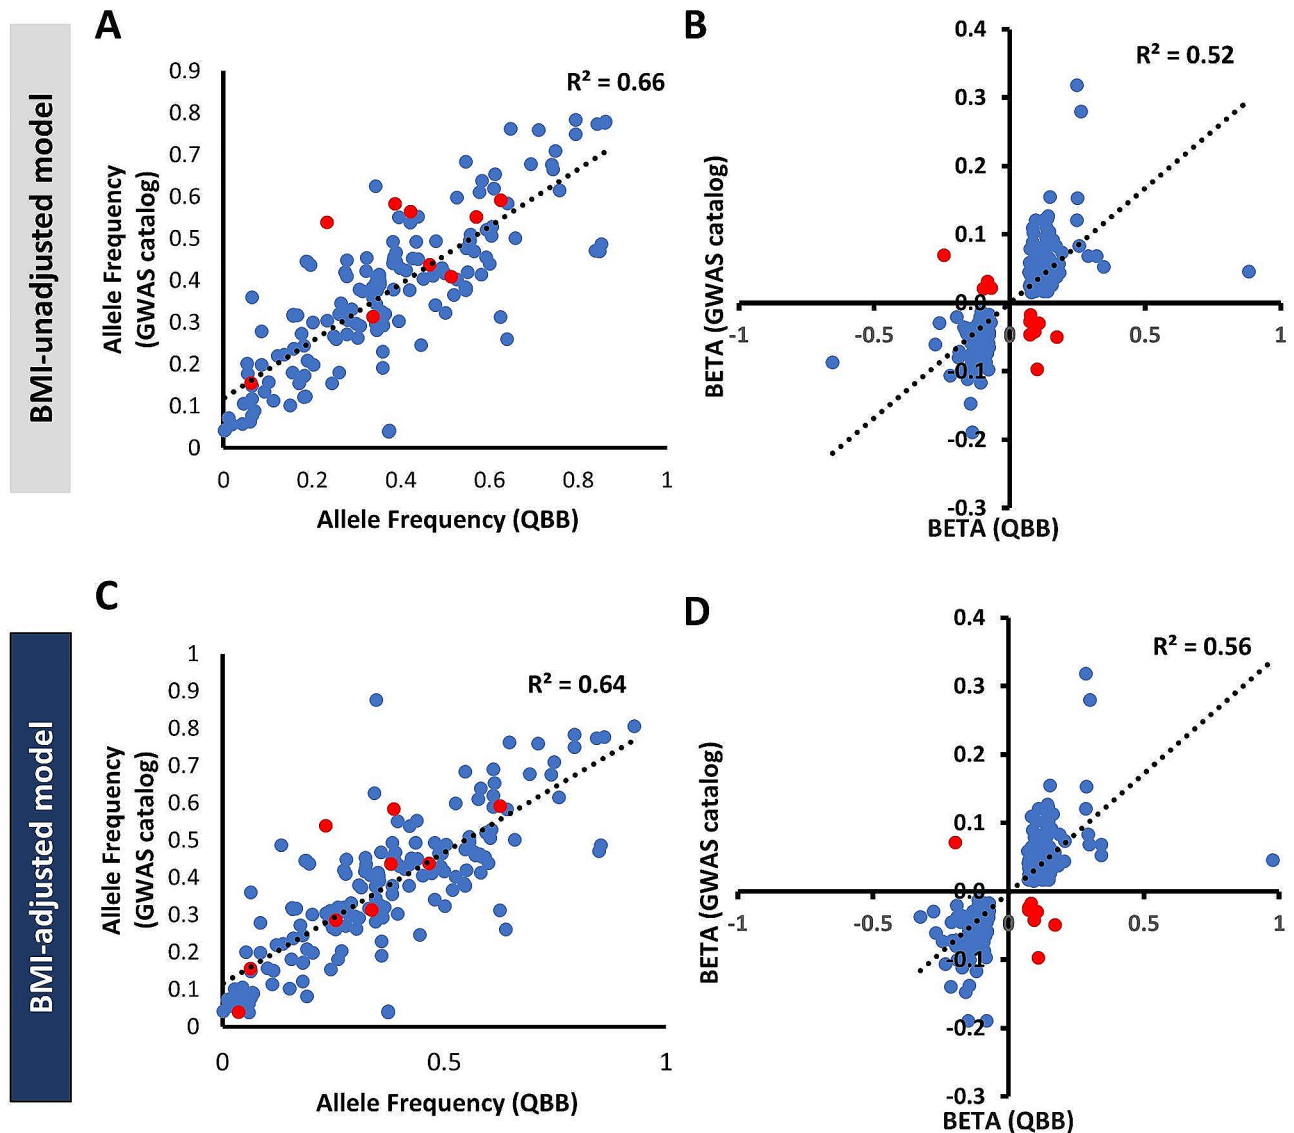 A
B
BMI-unadjusted model
R² = 0.66
Allele Frequency
(GWAS catalog)
0.9
0.8
0.7
0.6
0.5
0.4
0.3
0.2
0.1
0
0
0.2
0.4
0.6
0.8
1
Allele Frequency (QBB)
R² = 0.52
BETA (GWAS catalog)
0.4
0.3
0.2
0.1
0.0
-0.1
-0.2
-0.3
-1
-0.5
0
0.5
1
BETA (QBB)
C
D
BMI-adjusted model
R² = 0.64
Allele Frequency
(GWAS catalog)
1
0.9
0.8
0.7
0.6
0.5
0.4
0.3
0.2
0.1
0
0
0.5
1
Allele Frequency (QBB)
R² = 0.56
BETA (GWAS catalog)
0.4
0.3
0.2
0.1
0.0
-0.1
-0.2
-0.3
-1
-0.5
0
0.5
1
BETA (QBB)